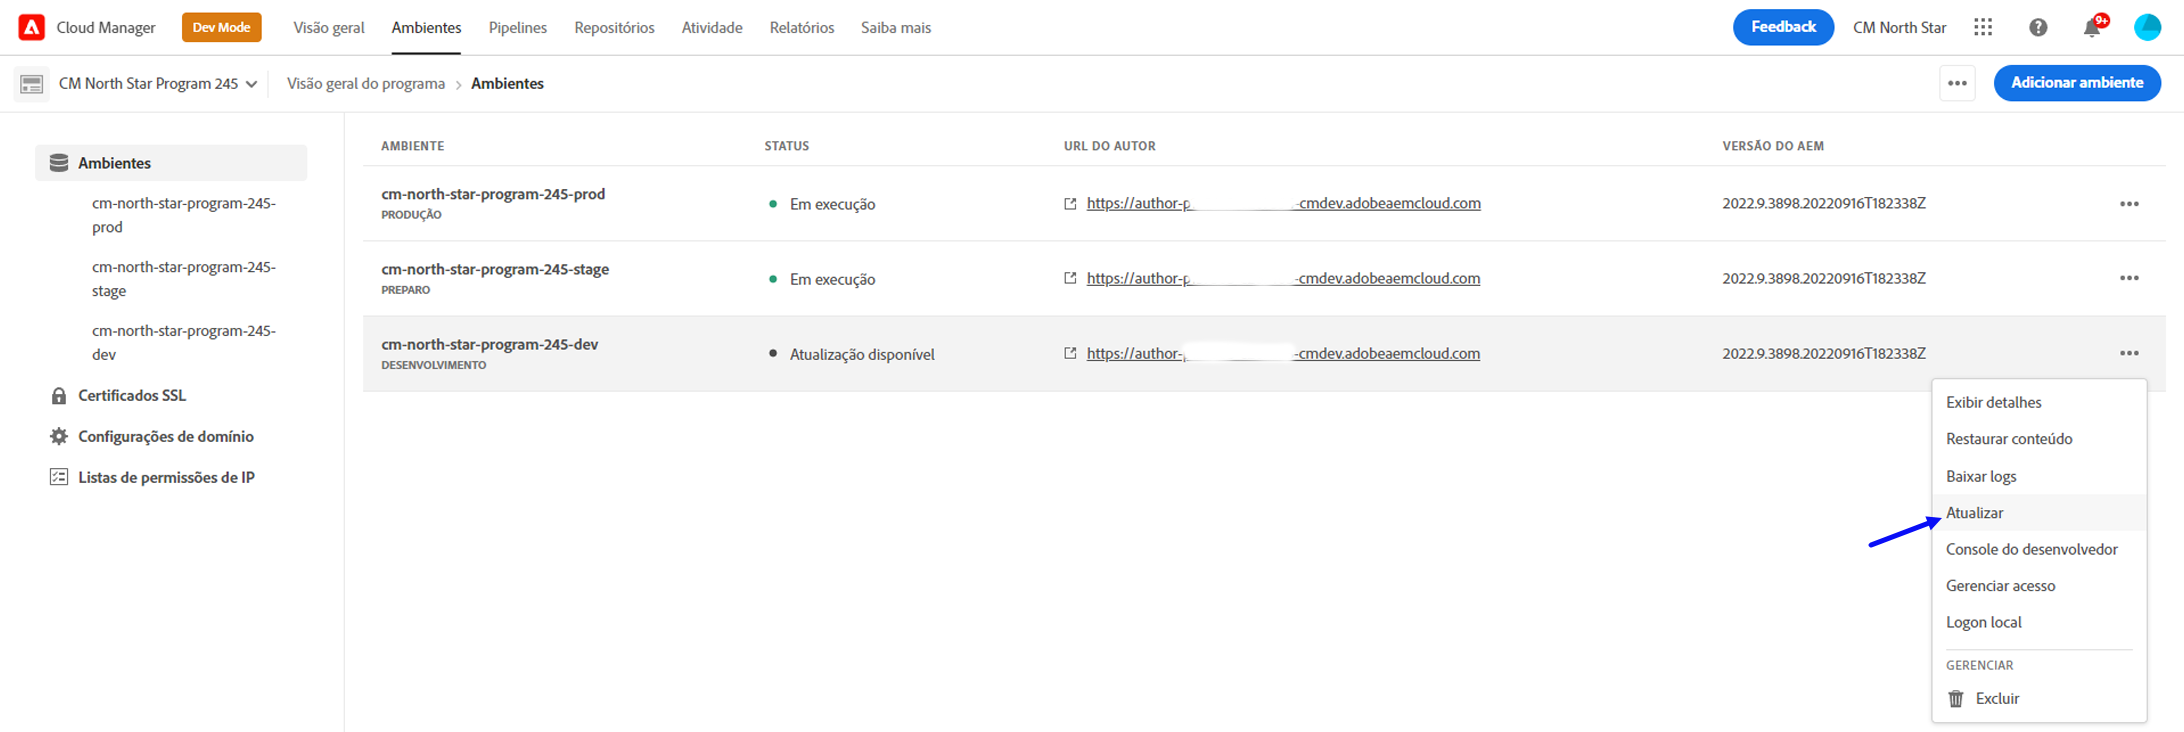 Cloud Manager
Dev Mode
Visão geral
Ambientes
Pipelines
Repositórios
Atividade
Relatórios
Saiba mais
Feedback
CM North Star
9+
CM North Star Program 245
Visão geral do programa
Ambientes
Adicionar ambiente
Ambientes
cm-north-star-program-245-
prod
cm-north-star-program-245-
stage
cm-north-star-program-245-
dev
Certificados SSL
Configurações de domínio
Listas de permissões de IP
AMBIENTE STATUS URL DO AUTOR VERSÃO DO AEM
cm-north-star-program-245-prod
PRODUÇÃO
Em execução
https://author-p -cmdev.adobeaemcloud.com
2022.9.3898.20220916T182338Z
cm-north-star-program-245-stage
PREPARO
Em execução
https://author-p -cmdev.adobeaemcloud.com
2022.9.3898.20220916T182338Z
cm-north-star-program-245-dev
DESENVOLVIMENTO
Atualização disponível
https://author- -cmdev.adobeaemcloud.com
2022.9.3898.20220916T182338Z
Exibir detalhes
Restaurar conteúdo
Baixar logs
Atualizar
Console do desenvolvedor
Gerenciar acesso
Logon local
GERENCIAR
Excluir